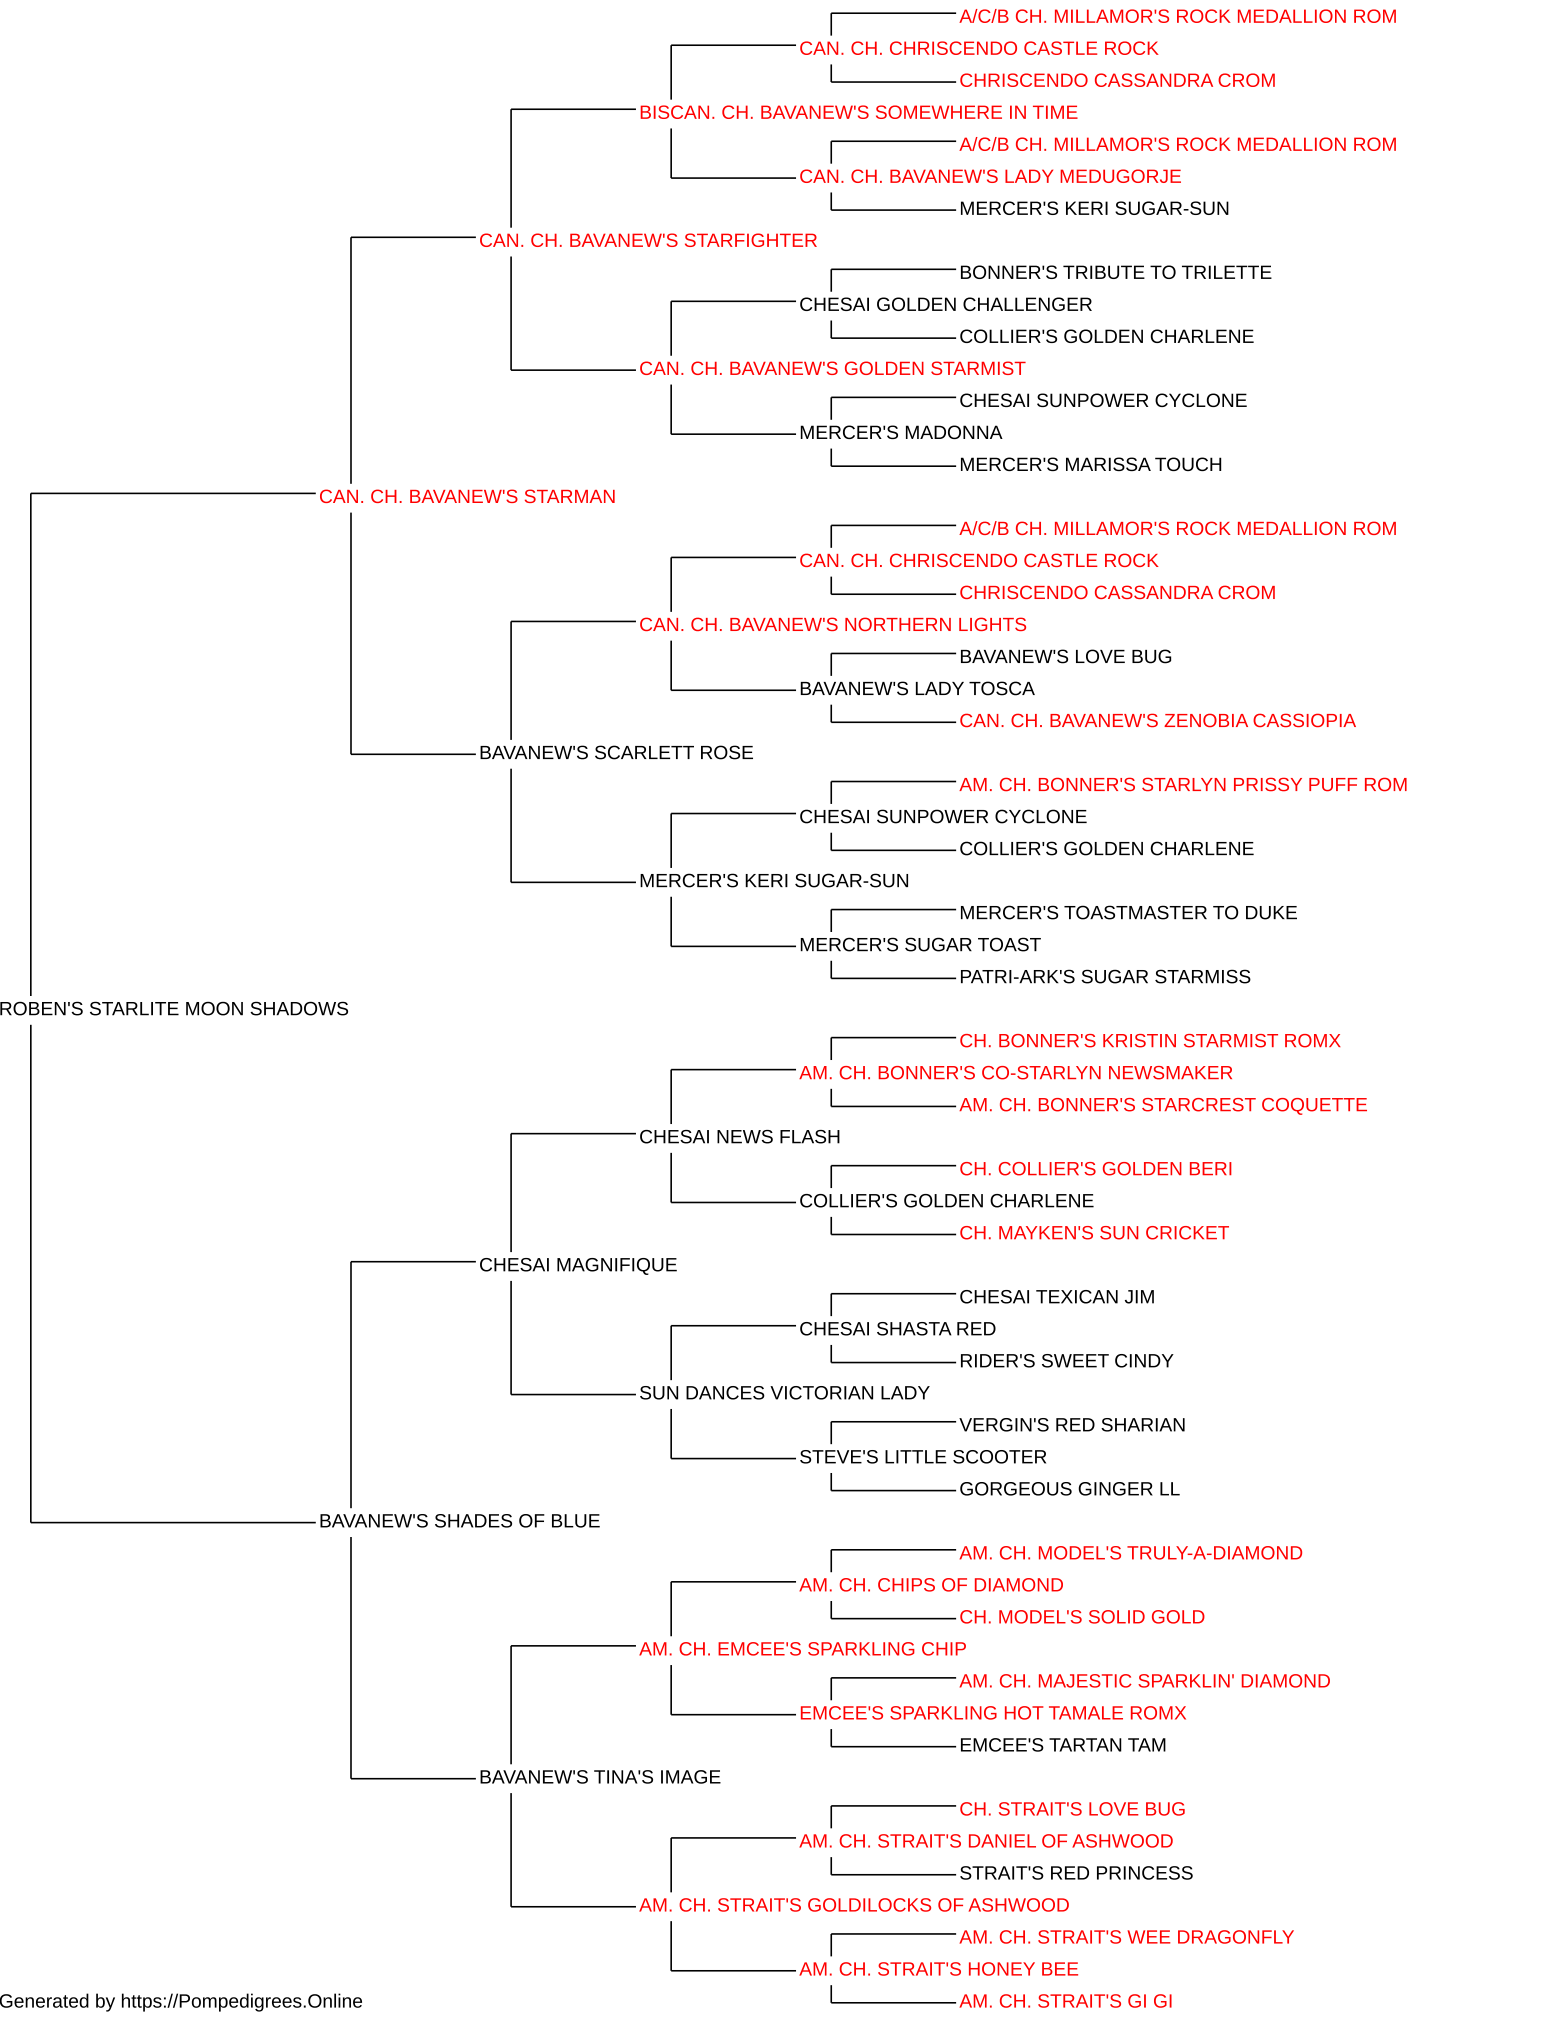 A/C/B CH. MILLAMOR'S ROCK MEDALLION ROM
CAN. CH. CHRISCENDO CASTLE ROCK
CHRISCENDO CASSANDRA CROM
BISCAN. CH. BAVANEW'S SOMEWHERE IN TIME
A/C/B CH. MILLAMOR'S ROCK MEDALLION ROM
CAN. CH. BAVANEW'S LADY MEDUGORJE
MERCER'S KERI SUGAR-SUN
CAN. CH. BAVANEW'S STARFIGHTER
BONNER'S TRIBUTE TO TRILETTE
CHESAI GOLDEN CHALLENGER
COLLIER'S GOLDEN CHARLENE
CAN. CH. BAVANEW'S GOLDEN STARMIST
CHESAI SUNPOWER CYCLONE
MERCER'S MADONNA
MERCER'S MARISSA TOUCH
CAN. CH. BAVANEW'S STARMAN
A/C/B CH. MILLAMOR'S ROCK MEDALLION ROM
CAN. CH. CHRISCENDO CASTLE ROCK
CHRISCENDO CASSANDRA CROM
CAN. CH. BAVANEW'S NORTHERN LIGHTS
BAVANEW'S LOVE BUG
BAVANEW'S LADY TOSCA
CAN. CH. BAVANEW'S ZENOBIA CASSIOPIA
BAVANEW'S SCARLETT ROSE
AM. CH. BONNER'S STARLYN PRISSY PUFF ROM
CHESAI SUNPOWER CYCLONE
COLLIER'S GOLDEN CHARLENE
MERCER'S KERI SUGAR-SUN
MERCER'S TOASTMASTER TO DUKE
MERCER'S SUGAR TOAST
PATRI-ARK'S SUGAR STARMISS
ROBEN'S STARLITE MOON SHADOWS
CH. BONNER'S KRISTIN STARMIST ROMX
AM. CH. BONNER'S CO-STARLYN NEWSMAKER
AM. CH. BONNER'S STARCREST COQUETTE
CHESAI NEWS FLASH
CH. COLLIER'S GOLDEN BERI
COLLIER'S GOLDEN CHARLENE
CH. MAYKEN'S SUN CRICKET
CHESAI MAGNIFIQUE
CHESAI TEXICAN JIM
CHESAI SHASTA RED
RIDER'S SWEET CINDY
SUN DANCES VICTORIAN LADY
VERGIN'S RED SHARIAN
STEVE'S LITTLE SCOOTER
GORGEOUS GINGER LL
BAVANEW'S SHADES OF BLUE
AM. CH. MODEL'S TRULY-A-DIAMOND
AM. CH. CHIPS OF DIAMOND
CH. MODEL'S SOLID GOLD
AM. CH. EMCEE'S SPARKLING CHIP
AM. CH. MAJESTIC SPARKLIN' DIAMOND
EMCEE'S SPARKLING HOT TAMALE ROMX
EMCEE'S TARTAN TAM
BAVANEW'S TINA'S IMAGE
CH. STRAIT'S LOVE BUG
AM. CH. STRAIT'S DANIEL OF ASHWOOD
STRAIT'S RED PRINCESS
AM. CH. STRAIT'S GOLDILOCKS OF ASHWOOD
AM. CH. STRAIT'S WEE DRAGONFLY
AM. CH. STRAIT'S HONEY BEE
AM. CH. STRAIT'S GI GI
Generated by https://Pompedigrees.Online